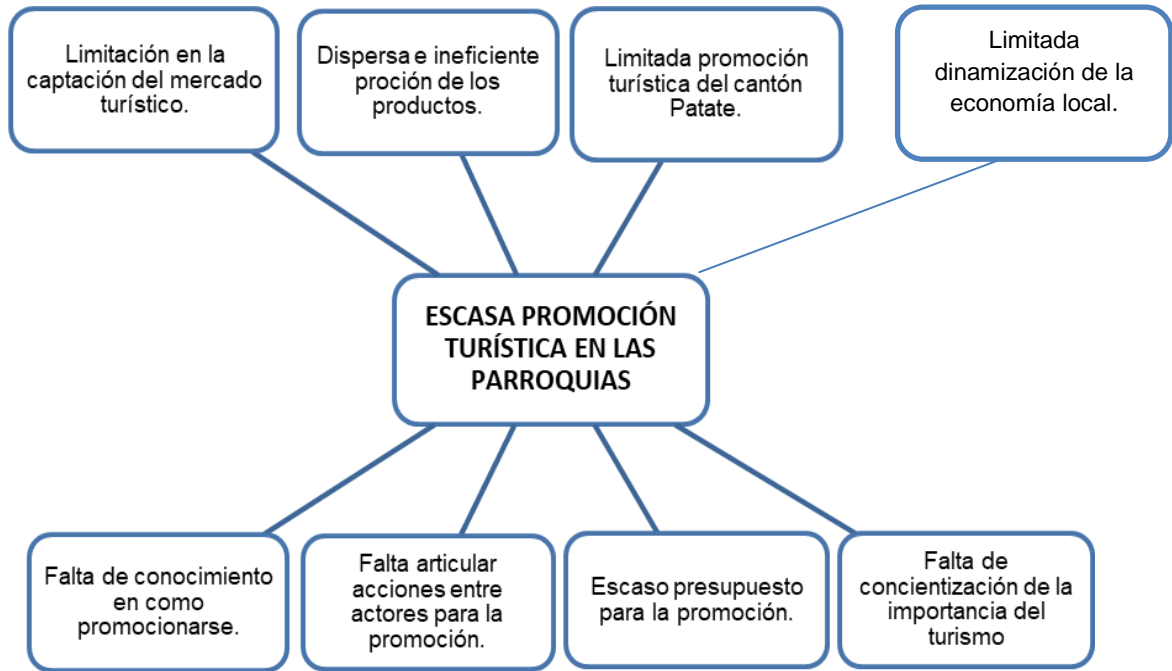 Limitación en la
captación del mercado
turístico.
Dispersa e ineficiente
proción de los
productos.
Limitada promoción
turística del cantón
Patate.
Limitada
dinamización de la
economía local.
ESCASA PROMOCIÓN
TURÍSTICA EN LAS
PARROQUIAS
Falta de conocimiento
en como
promocionarse.
Falta articular
acciones entre
actores para la
promoción.
Escaso presupuesto
para la promoción.
Falta de
concientización de la
importancia del
turismo